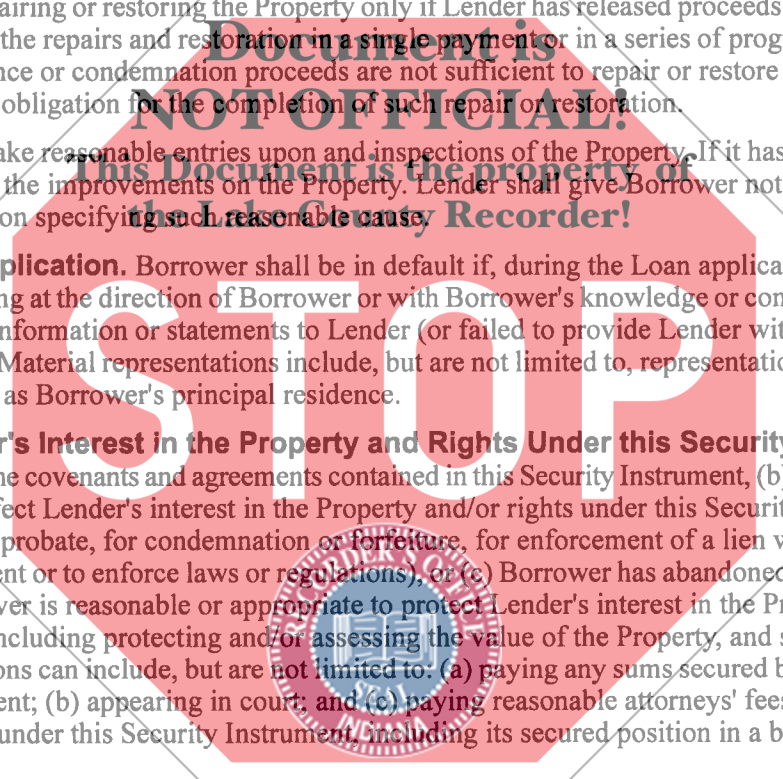 airing or restoring the Property only if Lender has released proceeds
Document is
the repairs and restoration in a single payment or in a series of prog
nce or condemnation proceeds are not sufficient to repair or restore
NOT OFFICIAL!
obligation for the completion of such repair or restoration.
ake reasonable entries upon and inspections of the Property. If it has
This Document is the property of
the improvements on the Property. Lender shall give Borrower not
the Lake County Recorder!
on specifying such reasonable cause.
plication. Borrower shall be in default if, during the Loan applica
ng at the direction of Borrower or with Borrower's knowledge or con
nformation or statements to Lender (or failed to provide Lender wit
Material representations include, but are not limited to, representatio
as Borrower's principal residence.
STOP
r's Interest in the Property and Rights Under this Security
he covenants and agreements contained in this Security Instrument, (b)
fect Lender's interest in the Property and/or rights under this Securit
probate, for condemnation or forfeiture, for enforcement of a lien w
ent or to enforce laws or regulations), or (c) Borrower has abandoned
wer is reasonable or appropriate to protect Lender's interest in the Pr
ncluding protecting and/or assessing the value of the Property, and s
ons can include, but are not limited to: (a) paying any sums secured b
ent; (b) appearing in court; and (c) paying reasonable attorneys' fees
under this Security Instrument, including its secured position in a b
RECORDER'S OFFICE
SEAL
INDIANA